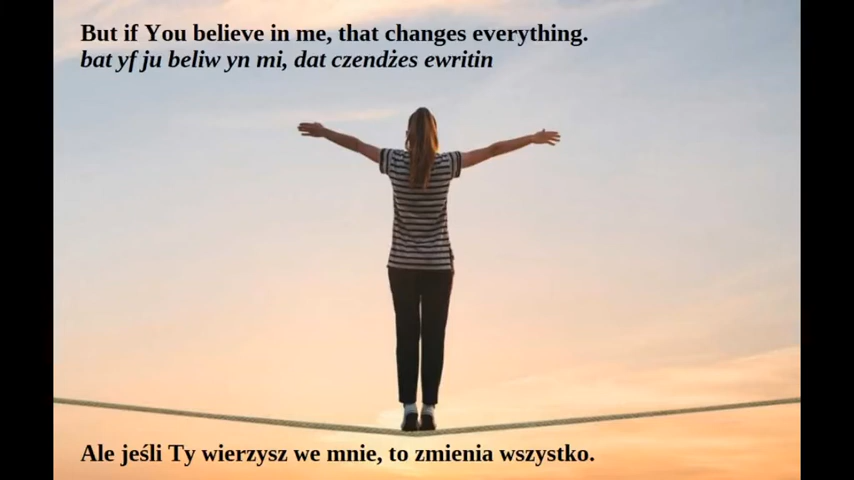 But if You believe in me, that changes everything.
bat yf ju beliw yn mi, dat czendżes ewritin
Ale jeśli Ty wierzysz we mnie, to zmienia wszystko.